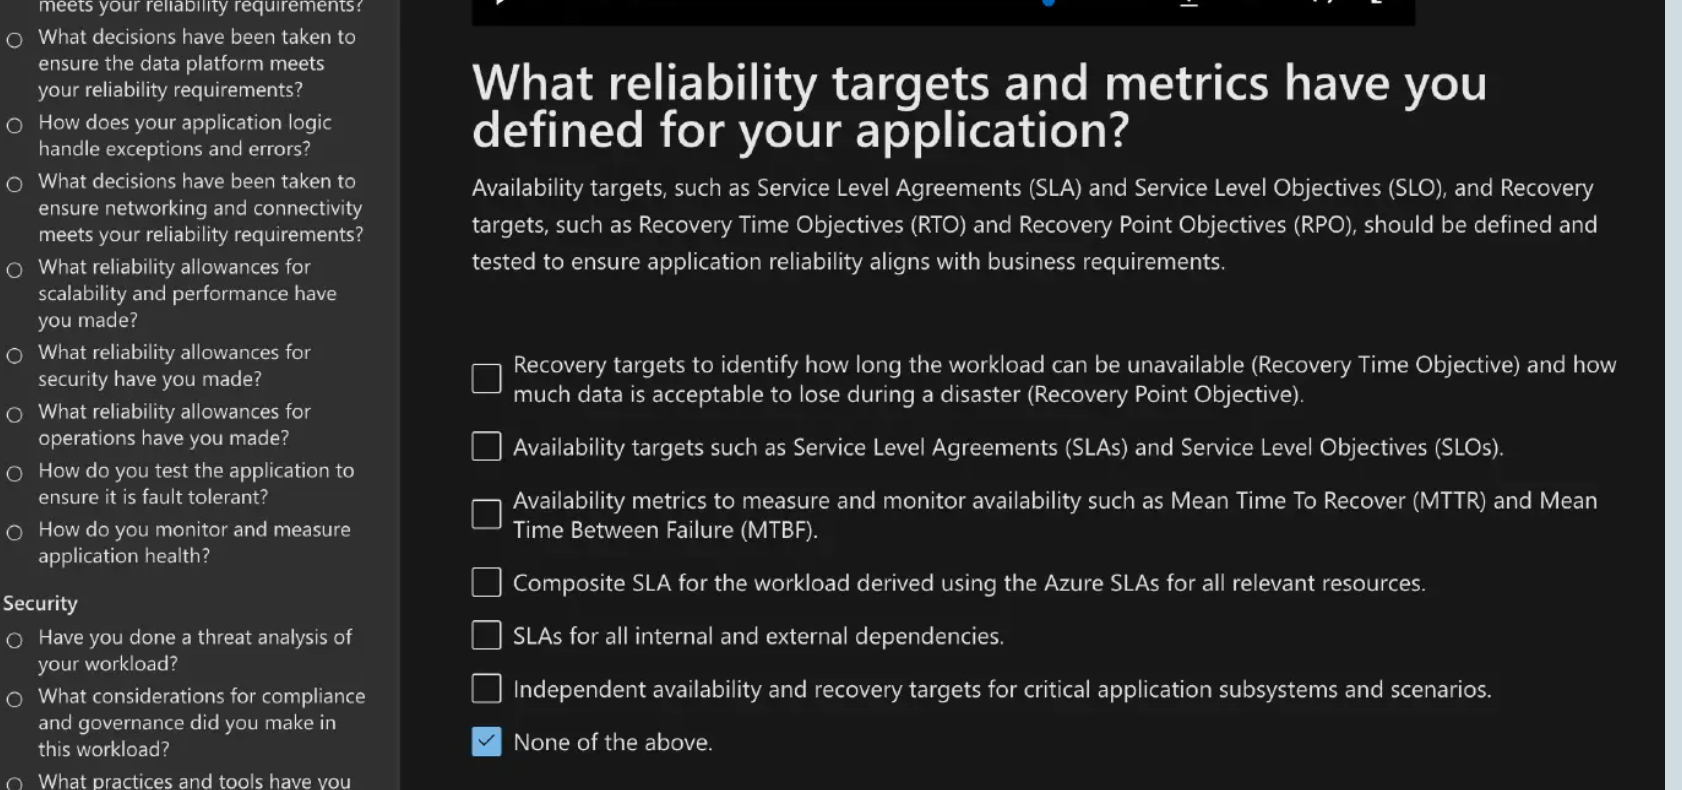 meets your reliability requirements?
What decisions have been taken to
ensure the data platform meets
your reliability requirements?
How does your application logic
handle exceptions and errors?
What decisions have been taken to
ensure networking and connectivity
meets your reliability requirements?
What reliability allowances for
scalability and performance have
you made?
What reliability allowances for
security have you made?
What reliability allowances for
operations have you made?
How do you test the application to
ensure it is fault tolerant?
How do you monitor and measure
application health?
Security
Have you done a threat analysis of
your workload?
What considerations for compliance
and governance did you make in
this workload?
What practices and tools have you
What reliability targets and metrics have you
defined for your application?
Availability targets, such as Service Level Agreements (SLA) and Service Level Objectives (SLO), and Recovery
targets, such as Recovery Time Objectives (RTO) and Recovery Point Objectives (RPO), should be defined and
tested to ensure application reliability aligns with business requirements.
Recovery targets to identify how long the workload can be unavailable (Recovery Time Objective) and how
much data is acceptable to lose during a disaster (Recovery Point Objective).
Availability targets such as Service Level Agreements (SLAs) and Service Level Objectives (SLOs).
Availability metrics to measure and monitor availability such as Mean Time To Recover (MTTR) and Mean
Time Between Failure (MTBF).
Composite SLA for the workload derived using the Azure SLAs for all relevant resources.
SLAs for all internal and external dependencies.
Independent availability and recovery targets for critical application subsystems and scenarios.
None of the above.